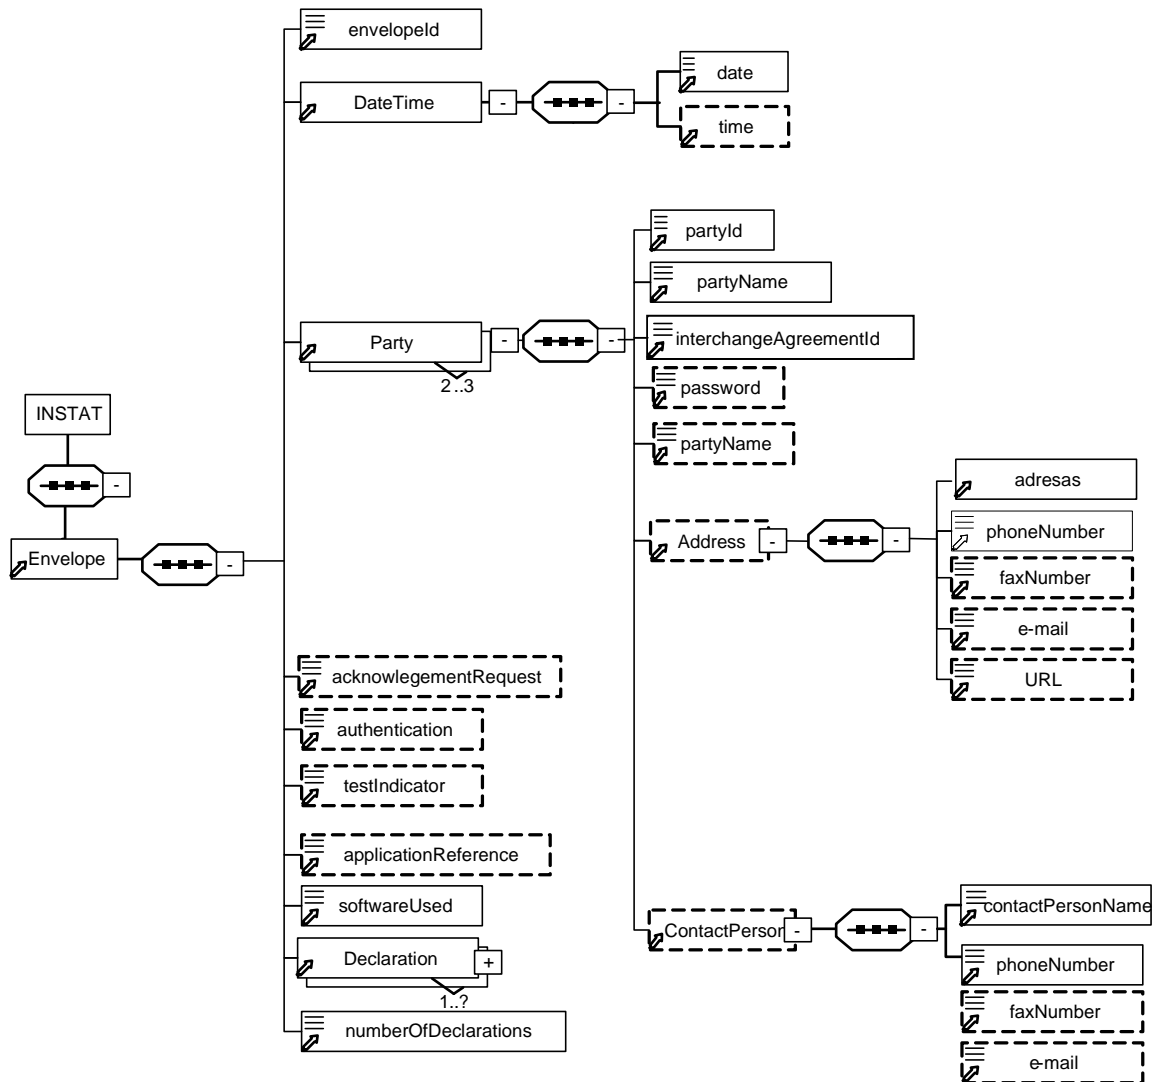 envelopeId
DateTime
-
-
date
time
partyId
partyName
interchangeAgreementId
Party
-
-
2..3
password
partyName
INSTAT
-
Envelope
-
Address
-
-
adresas
phoneNumber
faxNumber
e-mail
URL
acknowlegementRequest
authentication
testIndicator
applicationReference
softwareUsed
Declaration
+
1..?
numberOfDeclarations
ContactPerson
-
-
contactPersonName
phoneNumber
faxNumber
e-mail